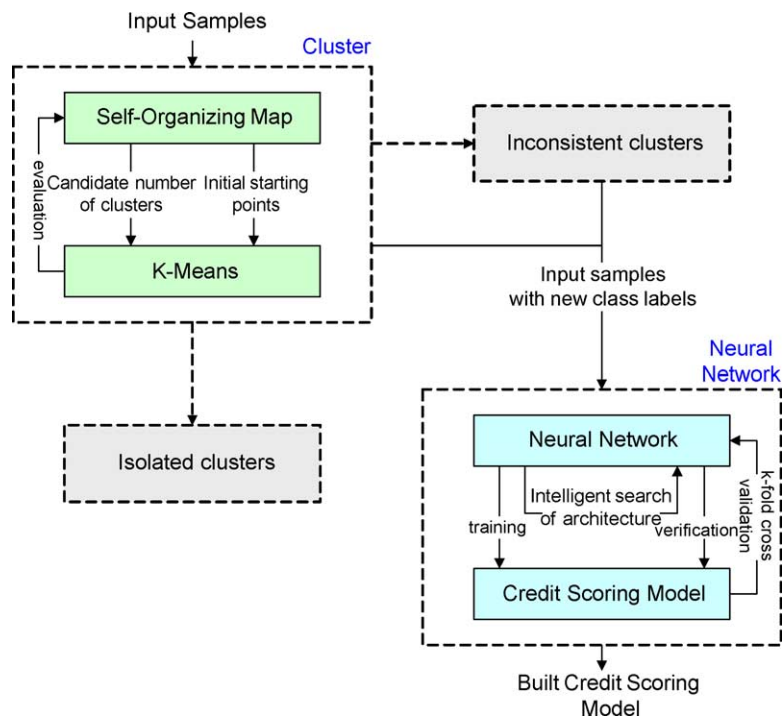 Input Samples
Cluster
Self-Organizing Map
Candidate number
of clusters
Initial starting
points
evaluation
K-Means
Inconsistent clusters
Input samples
with new class labels
Isolated clusters
Neural
Network
Neural Network
Intelligent search
of architecture
training
verification
k-fold cross
validation
Credit Scoring Model
Built Credit Scoring
Model